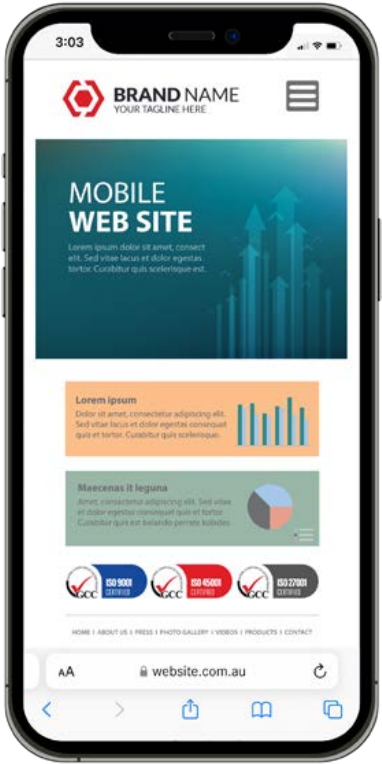 3:03
BRAND NAME
YOUR TAGLINE HERE
MOBILE
WEB SITE
Lorem ipsum dolor sit amet, consect
elit. Sed vitae lacus et dolor egestas
tortor. Curabitur quis scelerisque est.
Lorem ipsum
Dolor sit amet, consectetur adipiscing elit.
Sed vitae lacus et dolor egestas consequat
quis et tortor. Curabitur quis scelerisque.
Maecenas it leguna
Amet, consectetur adipiscing elit. Sed vitae
et dolor egestas consequat quis et tortor.
Curabitur quis est
GCC ISO 9001 CERTIFIED GCC ISO 45001 CERTIFIED GCC ISO 27001 CERTIFIED
HOME I ABOUT US I PRESS I PHOTO GALLERY I VIDEOS I PRODUCTS I CONTACT
AA website.com.au